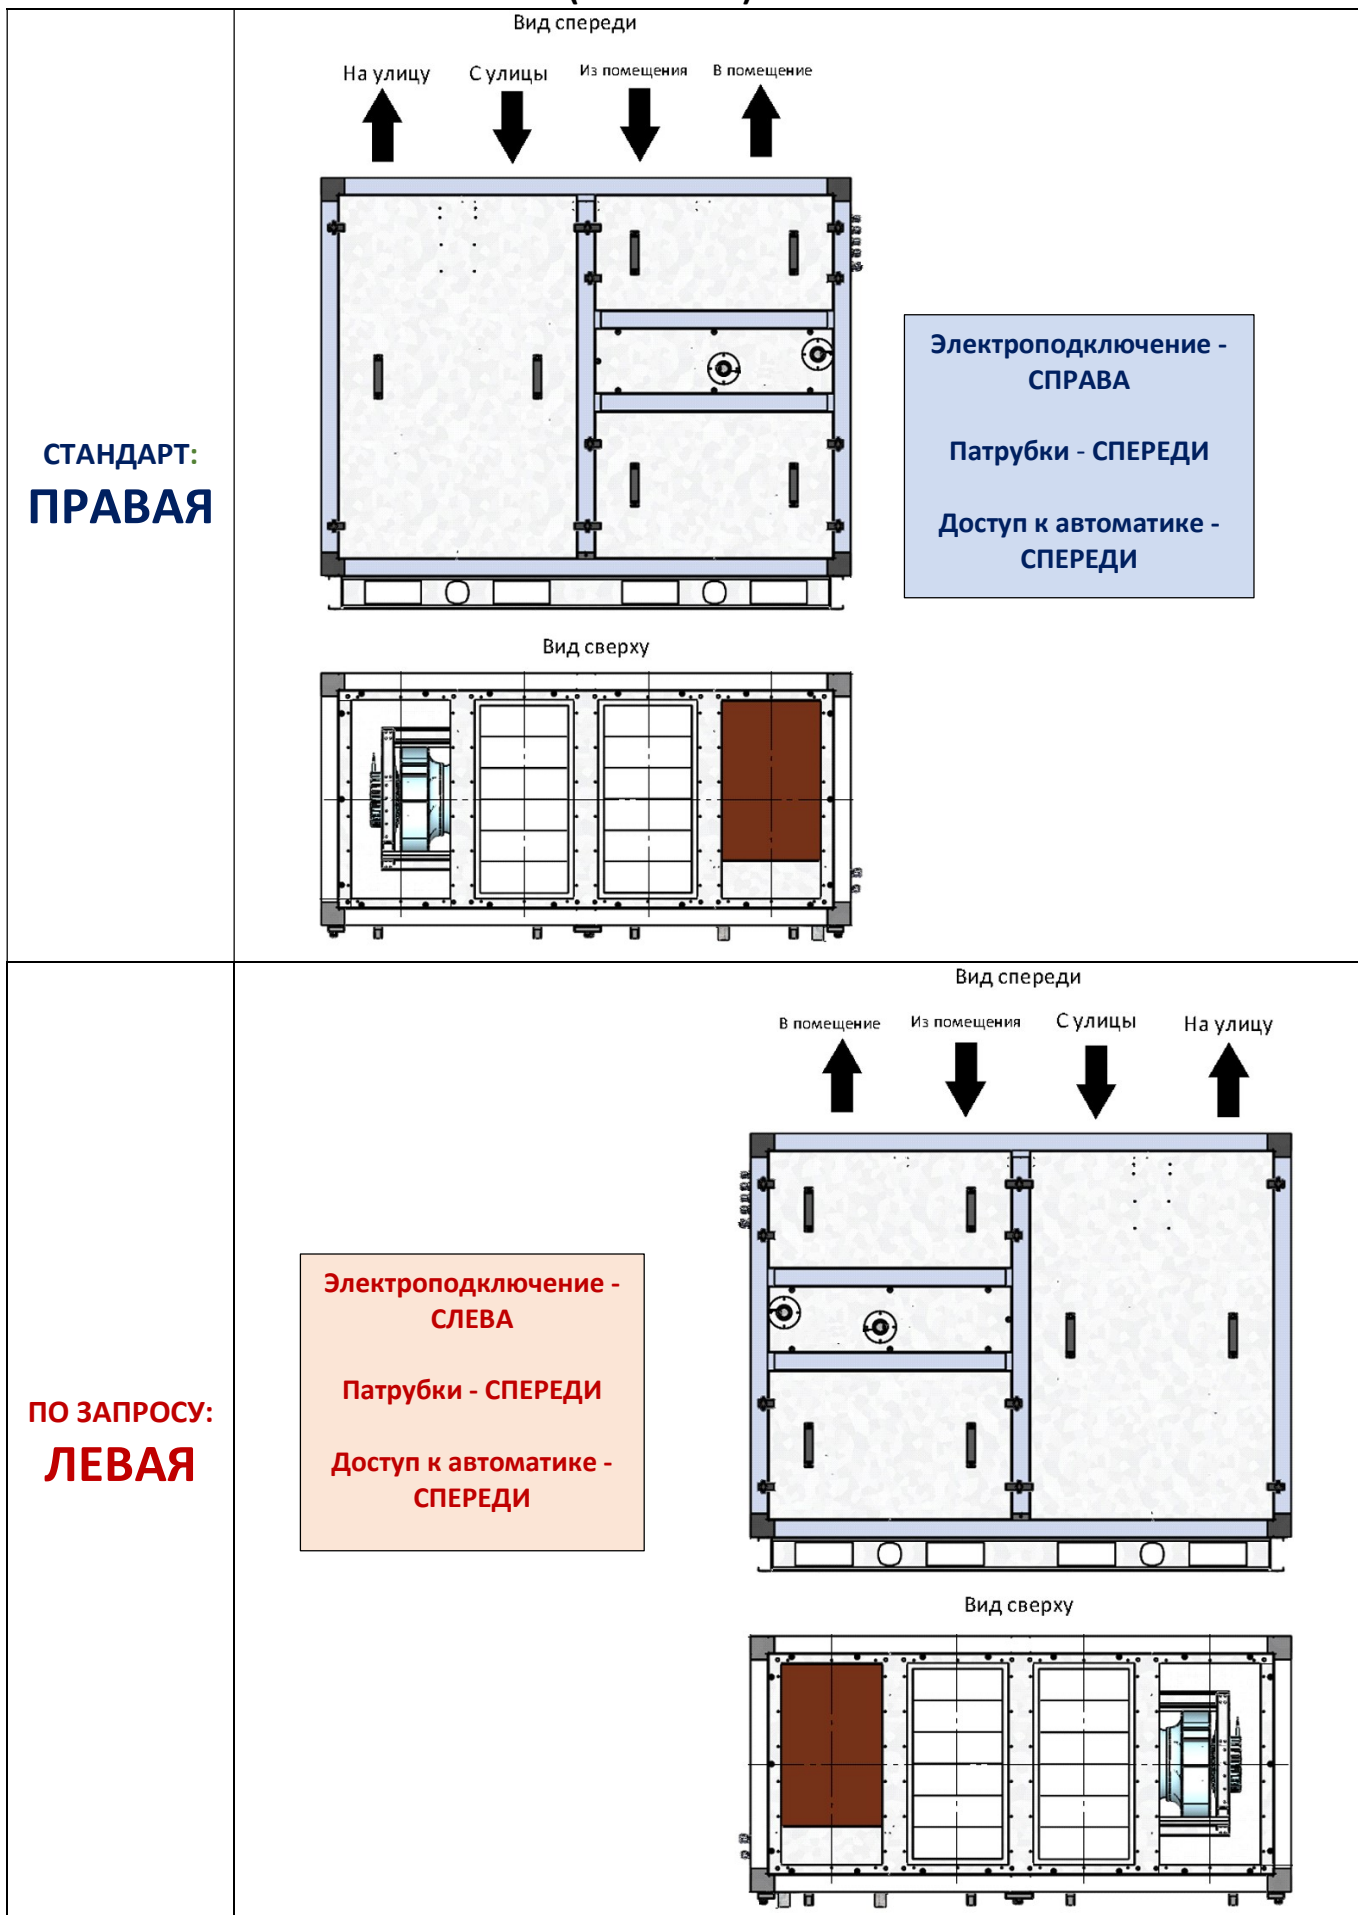 Вид спереди
На улицу
С улицы
Из помещения
В помещение
Электроподключение -
СПРАВА
Патрубки - СПЕРЕДИ
Доступ к автоматике -
СПЕРЕДИ
СТАНДАРТ:
ПРАВАЯ
Вид сверху
Вид спереди
В помещение
Из помещения
С улицы
На улицу
Электроподключение -
СЛЕВА
Патрубки - СПЕРЕДИ
Доступ к автоматике -
СПЕРЕДИ
ПО ЗАПРОСУ:
ЛЕВАЯ
Вид сверху